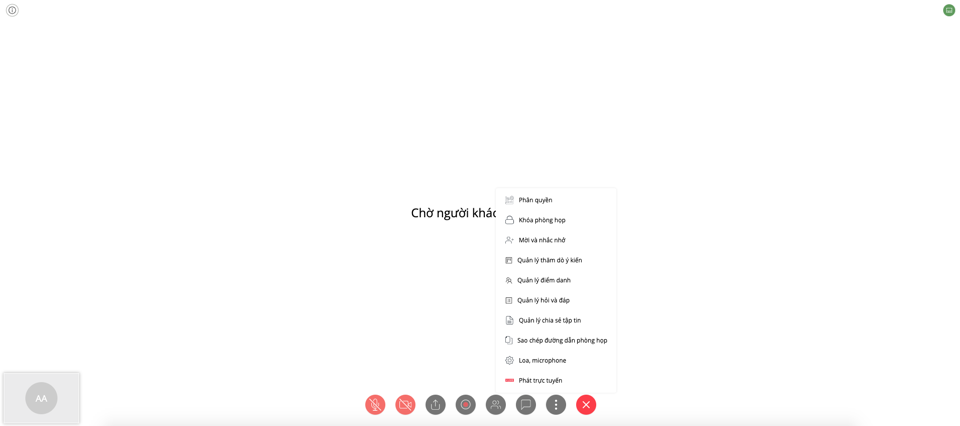 Phân quyền
Chờ người khác
Khóa phòng họp
Mời và nhắc nhở
Quản lý thăm dò ý kiến
Quản lý điểm danh
Quản lý hỏi và đáp
Quản lý chia sẻ tập tin
Sao chép đường dẫn phòng họp
Loa, microphone
Phát trực tuyến
AA